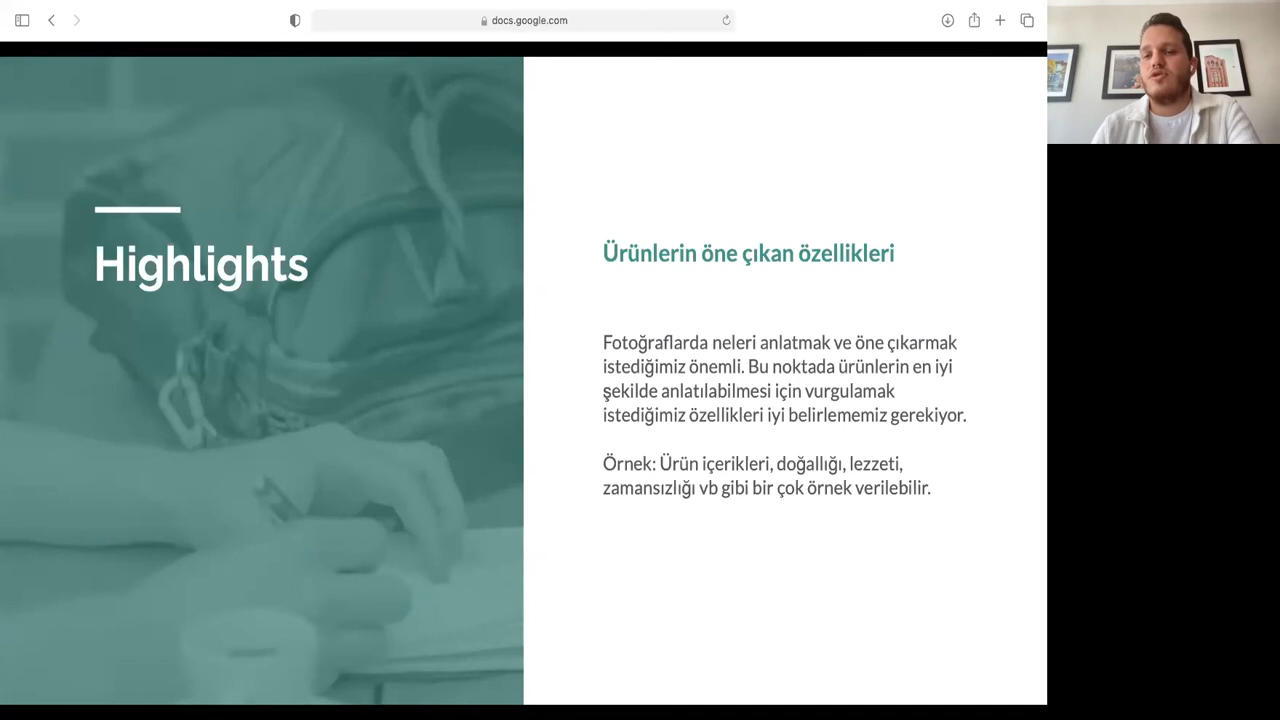 docs.google.com
Highlights
Ürünlerin öne çıkan özellikleri
Fotoğraflarda neleri anlatmak ve öne çıkarmak
istediğimiz önemli. Bu noktada ürünlerin en iyi
şekilde anlatılabilmesi için vurgulamak
istediğimiz özellikleri iyi belirlememiz gerekiyor.
Örnek: Ürün içerikleri, doğallığı, lezzeti,
zamansızlığı vb gibi bir çok örnek verilebilir.